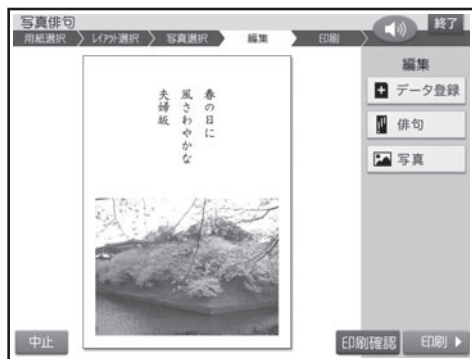 写真俳句
終了
用紙選択
レイアウト選択
写真選択
編集
印刷
編集
データ登録
俳句
写真
春の日に
風さわやかな
夫婦坂
中止
印刷確認
印刷